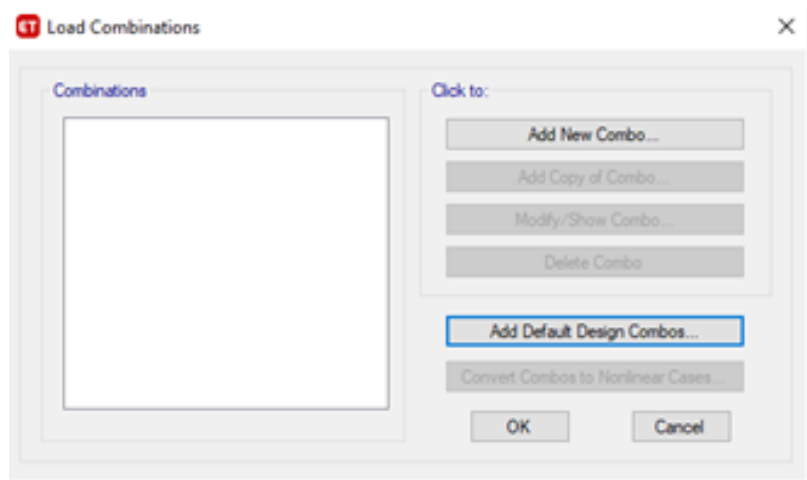 ET Load Combinations
Combinations
Click to:
Add New Combo...
Add Copy of Combo...
Modify/Show Combo...
Delete Combo
Add Default Design Combos...
Convert Combos to Nonlinear Cases...
OK
Cancel